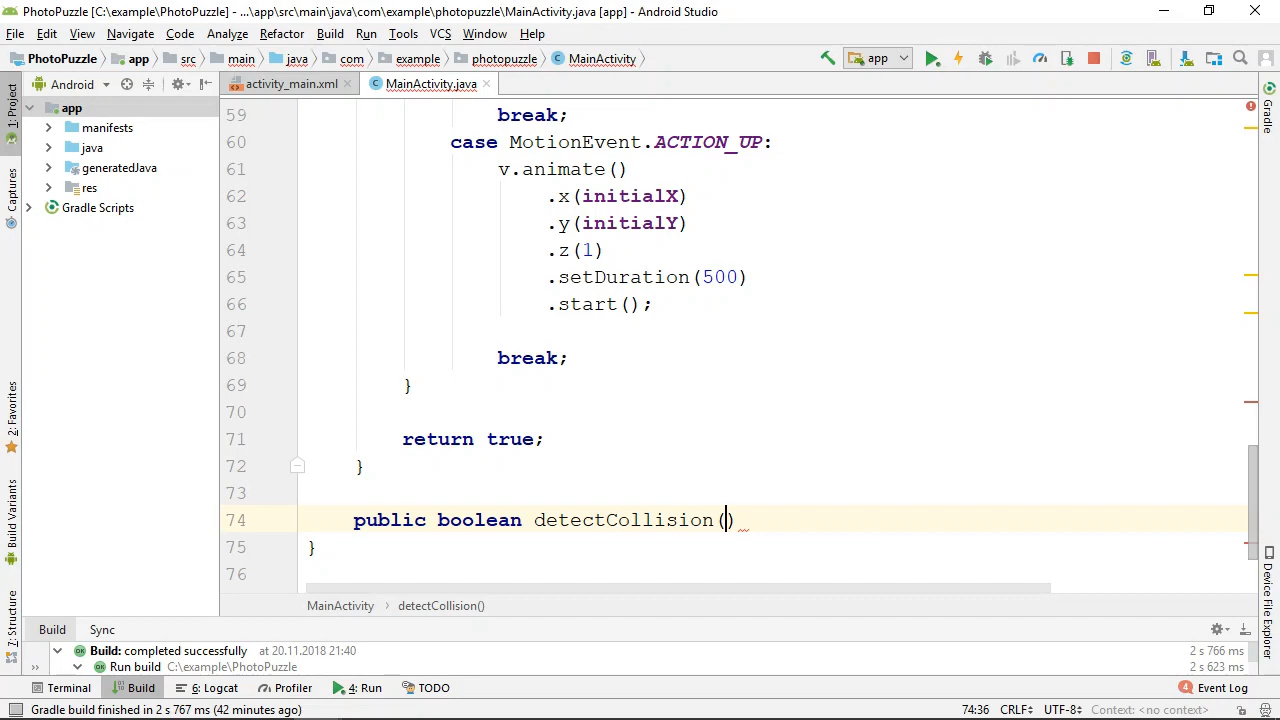 PhotoPuzzle [C:\example\PhotoPuzzle] - ...\app\src\main\java\com\example\photopuzzle\MainActivity.java [app] - Android Studio
File Edit View Navigate Code Analyze Refactor Build Run Tools VCS Window Help
PhotoPuzzle app src main java com example photopuzzle MainActivity app
Android activity_main.xml MainActivity.java
1: Project
Captures
2: Favorites
Build Variants
7: Structure
Gradle
Device File Explorer
app
manifests
java
generatedJava
res
Gradle Scripts
59 break;
60 case MotionEvent.ACTION_UP:
61 v.animate()
62 .x(initialX)
63 .y(initialY)
64 .z(1)
65 .setDuration(500)
66 .start();
67
68 break;
69 }
70
71 return true;
72 }
73
74 public boolean detectCollision()
75 }
76
MainActivity › detectCollision()
Build Sync
Build: completed successfully at 20.11.2018 21:40 2 s 766 ms
Run build C:\example\PhotoPuzzle 2 s 623 ms
Terminal Build 6: Logcat Profiler 4: Run TODO 4 Event Log
Gradle build finished in 2 s 767 ms (42 minutes ago) 74:36 CRLF UTF-8 Context: <no context>